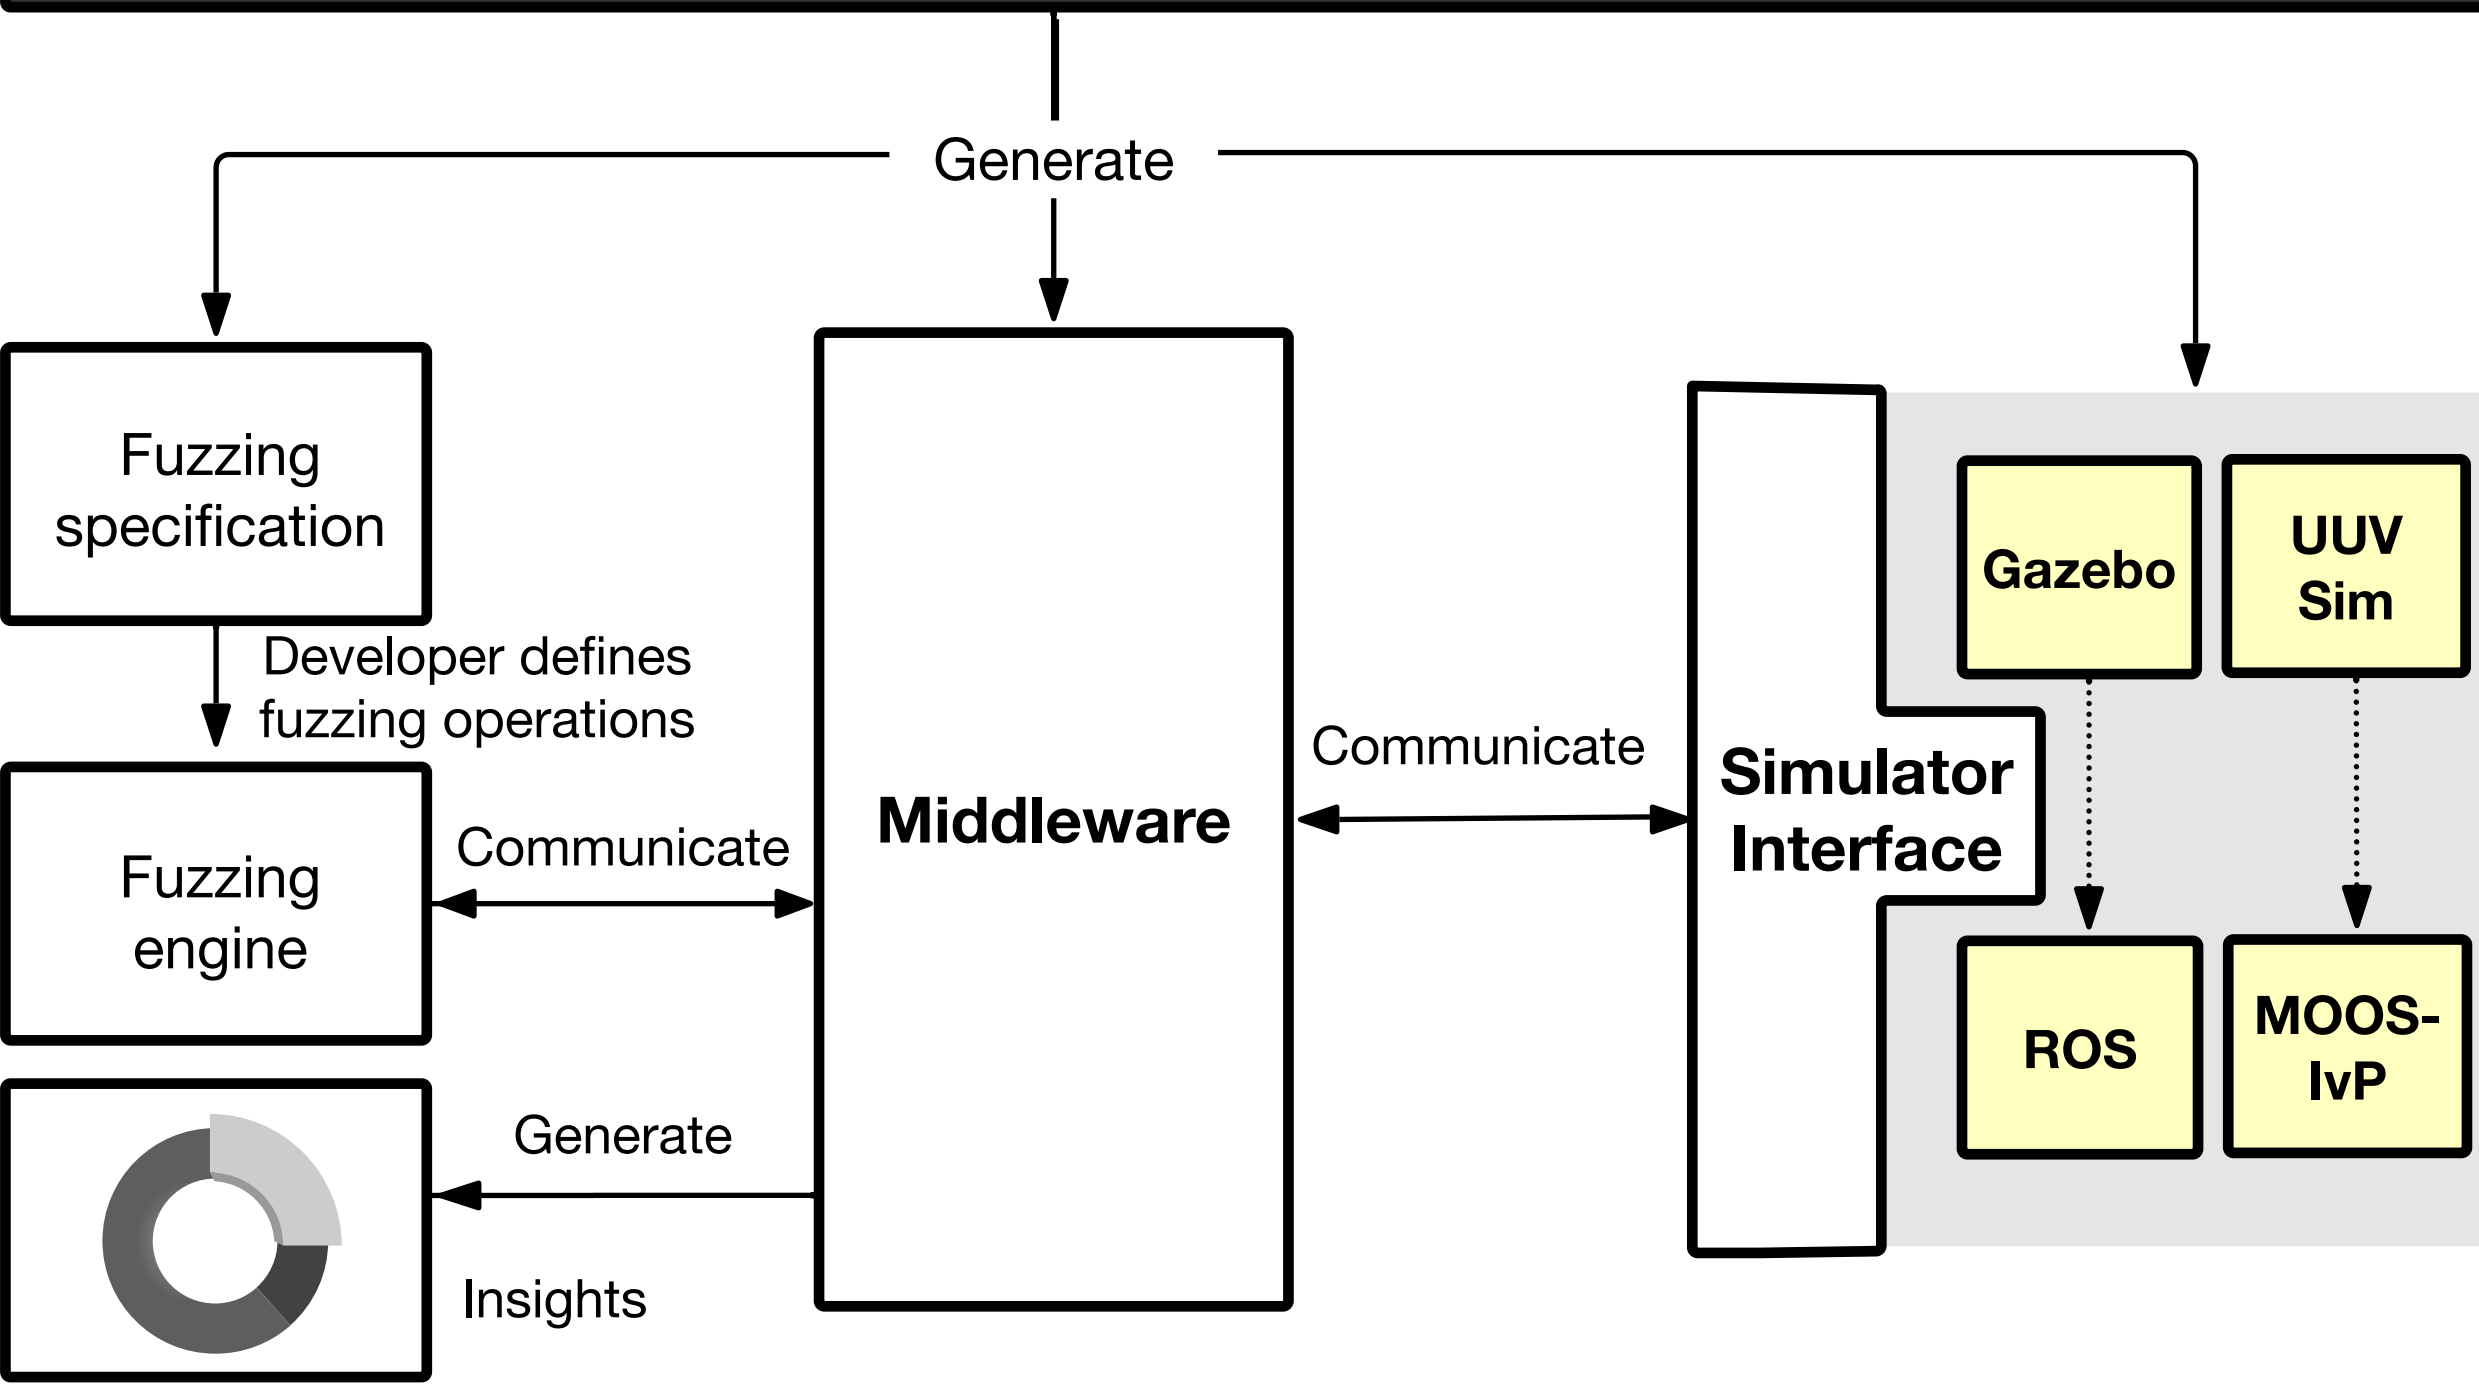 Generate
Fuzzing
specification
Developer defines
fuzzing operations
Fuzzing
engine
Communicate
Middleware
Generate
Insights
Communicate
Simulator
Interface
Gazebo
UUV
Sim
ROS
MOOS-
IvP